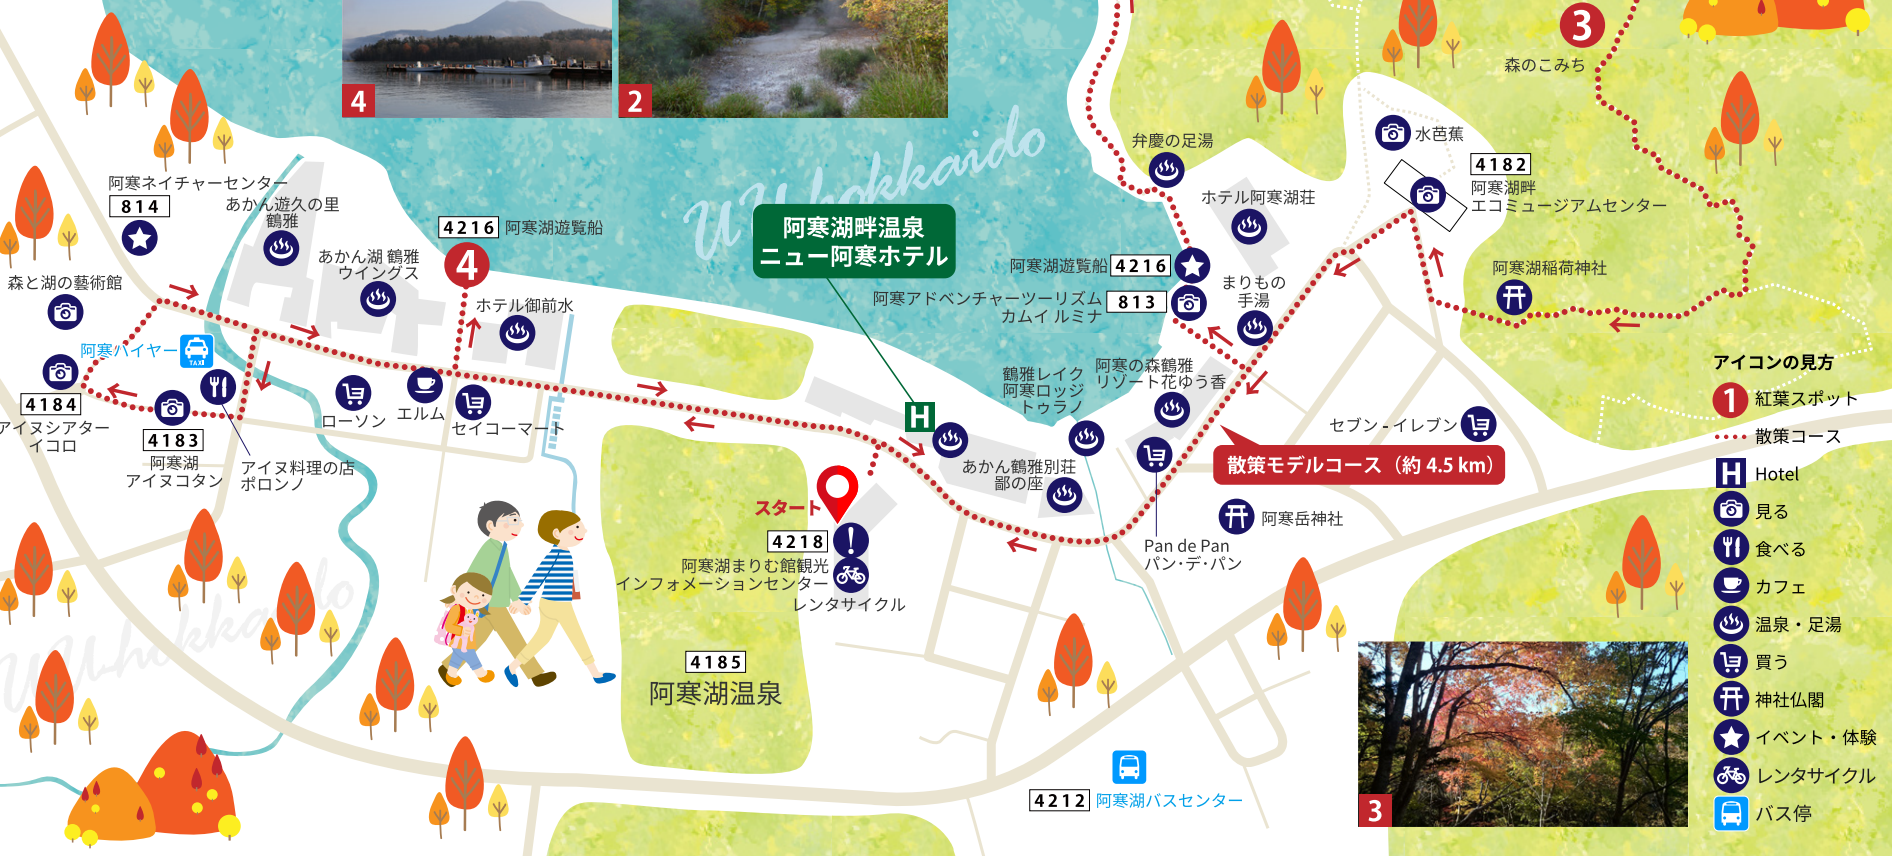 4
2
3
森のこみち
UU-hokkaido
弁慶の足湯
水芭蕉
4182
阿寒湖畔
エコミュージアムセンター
阿寒ネイチャーセンター
814
あかん遊久の里
鶴雅
4216 阿寒湖遊覧船
4
阿寒湖畔温泉
ニュー阿寒ホテル
ホテル阿寒湖荘
あかん湖 鶴雅
ウイングス
阿寒湖遊覧船 4216
阿寒アドベンチャーツーリズム 813
カムイルミナ
まりもの
手湯
阿寒湖稲荷神社
森と湖の藝術館
ホテル御前水
阿寒ハイヤー
TAXI
4184
アイヌシアター
イコロ
4183
阿寒湖
アイヌコタン
アイヌ料理の店
ポロンノ
ローソン
エルム
セイコーマート
H
鶴雅レイク
阿寒ロッジ
トゥラノ
阿寒の森鶴雅
リゾート花ゆう香
あかん鶴雅別荘
鄙の座
セブン - イレブン
散策モデルコース（約 4.5 km）
阿寒岳神社
Pan de Pan
パン・デ・パン
スタート
4218
阿寒湖まりむ館観光
インフォメーションセンター
レンタサイクル
UU-hokkaido
4185
阿寒湖温泉
4212 阿寒湖バスセンター
3
アイコンの見方
1 紅葉スポット
散策コース
H Hotel
見る
食べる
カフェ
温泉・足湯
買う
神社仏閣
イベント・体験
レンタサイクル
バス停